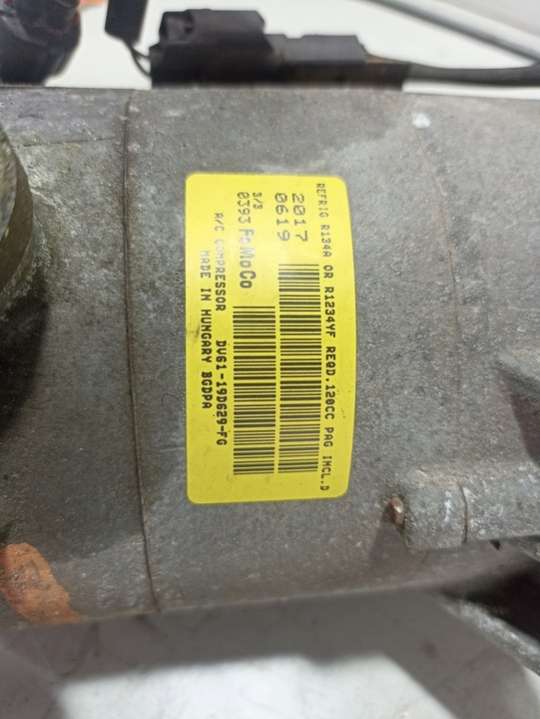 REFRIG R134A OR R1234YF REQD.120CC PAG INCL.D
2017
0619
3/3
0393 FoMoCo
A/C COMPRESSOR DV61-19D629-FG
MADE IN HUNGARY BGDPA